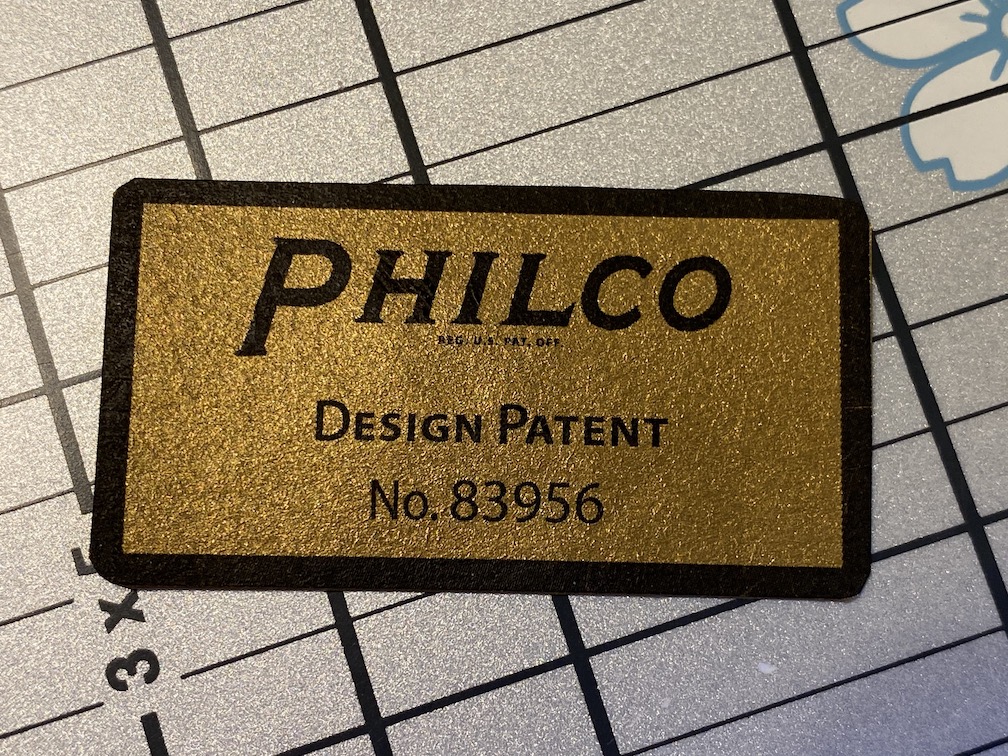 PHILCO
REG. U.S. PAT. OFF.
DESIGN PATENT
No. 83956
3 x